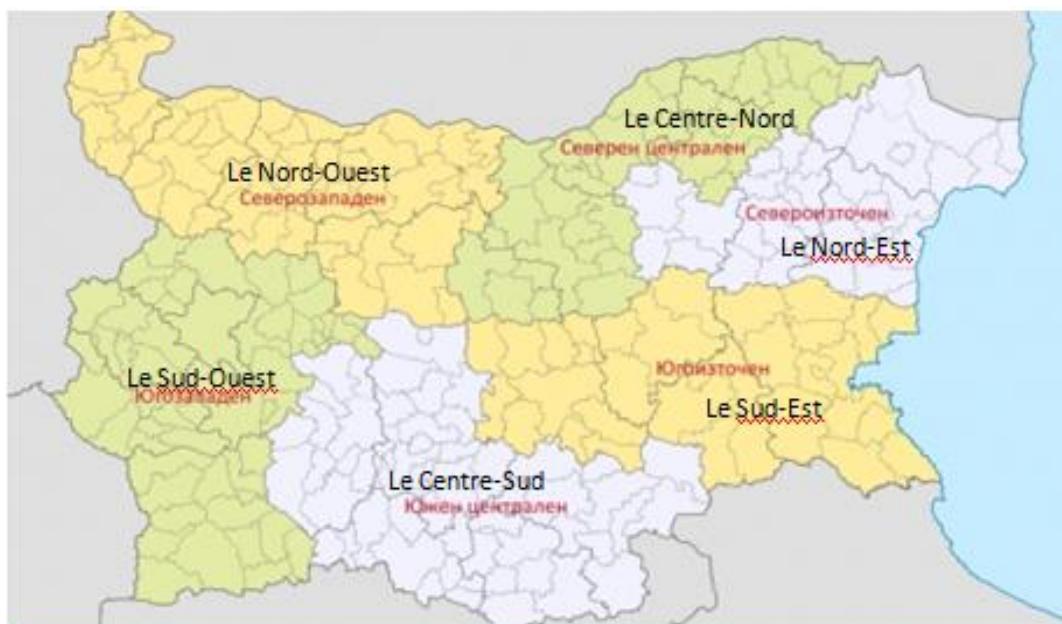 Le Centre-Nord
Северен централен
Le Nord-Ouest
Северозападен
Североизточен
Le Nord-Est
Югоизточен
Le Sud-Ouest
Югозападен
Le Sud-Est
Le Centre-Sud
Южен централен